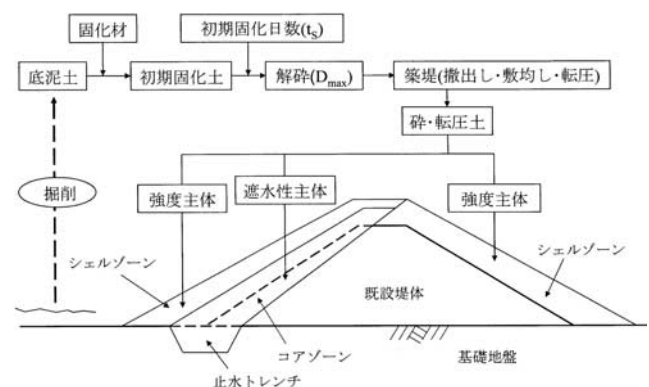 固化材
初期固化日数(tS)
底泥土
初期固化土
解砕(Dmax)
築堤(撒出し・敷均し・転圧)
砕・転圧土
掘削
強度主体
遮水性主体
強度主体
シェルゾーン
シェルゾーン
既設堤体
コアゾーン
基礎地盤
止水トレンチ